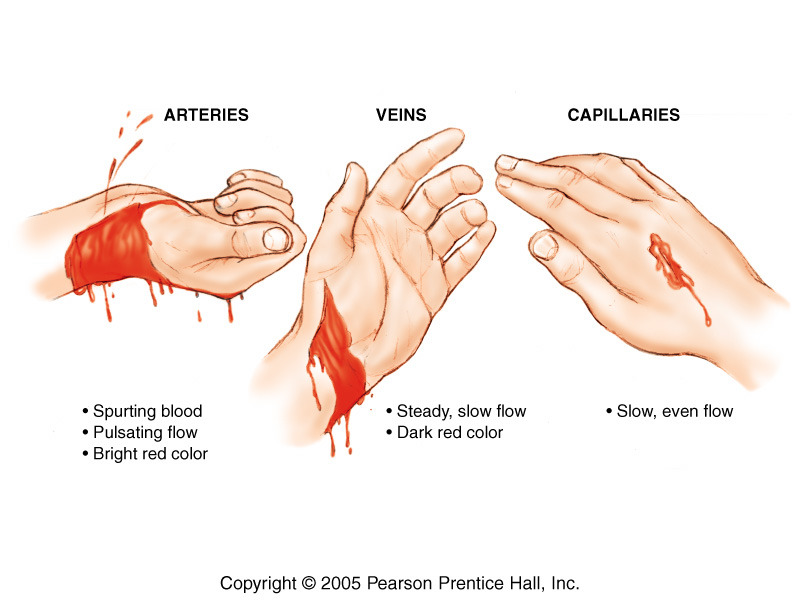 ARTERIES
VEINS
CAPILLARIES
• Spurting blood
• Pulsating flow
• Bright red color
• Steady, slow flow
• Dark red color
• Slow, even flow
Copyright © 2005 Pearson Prentice Hall, Inc.